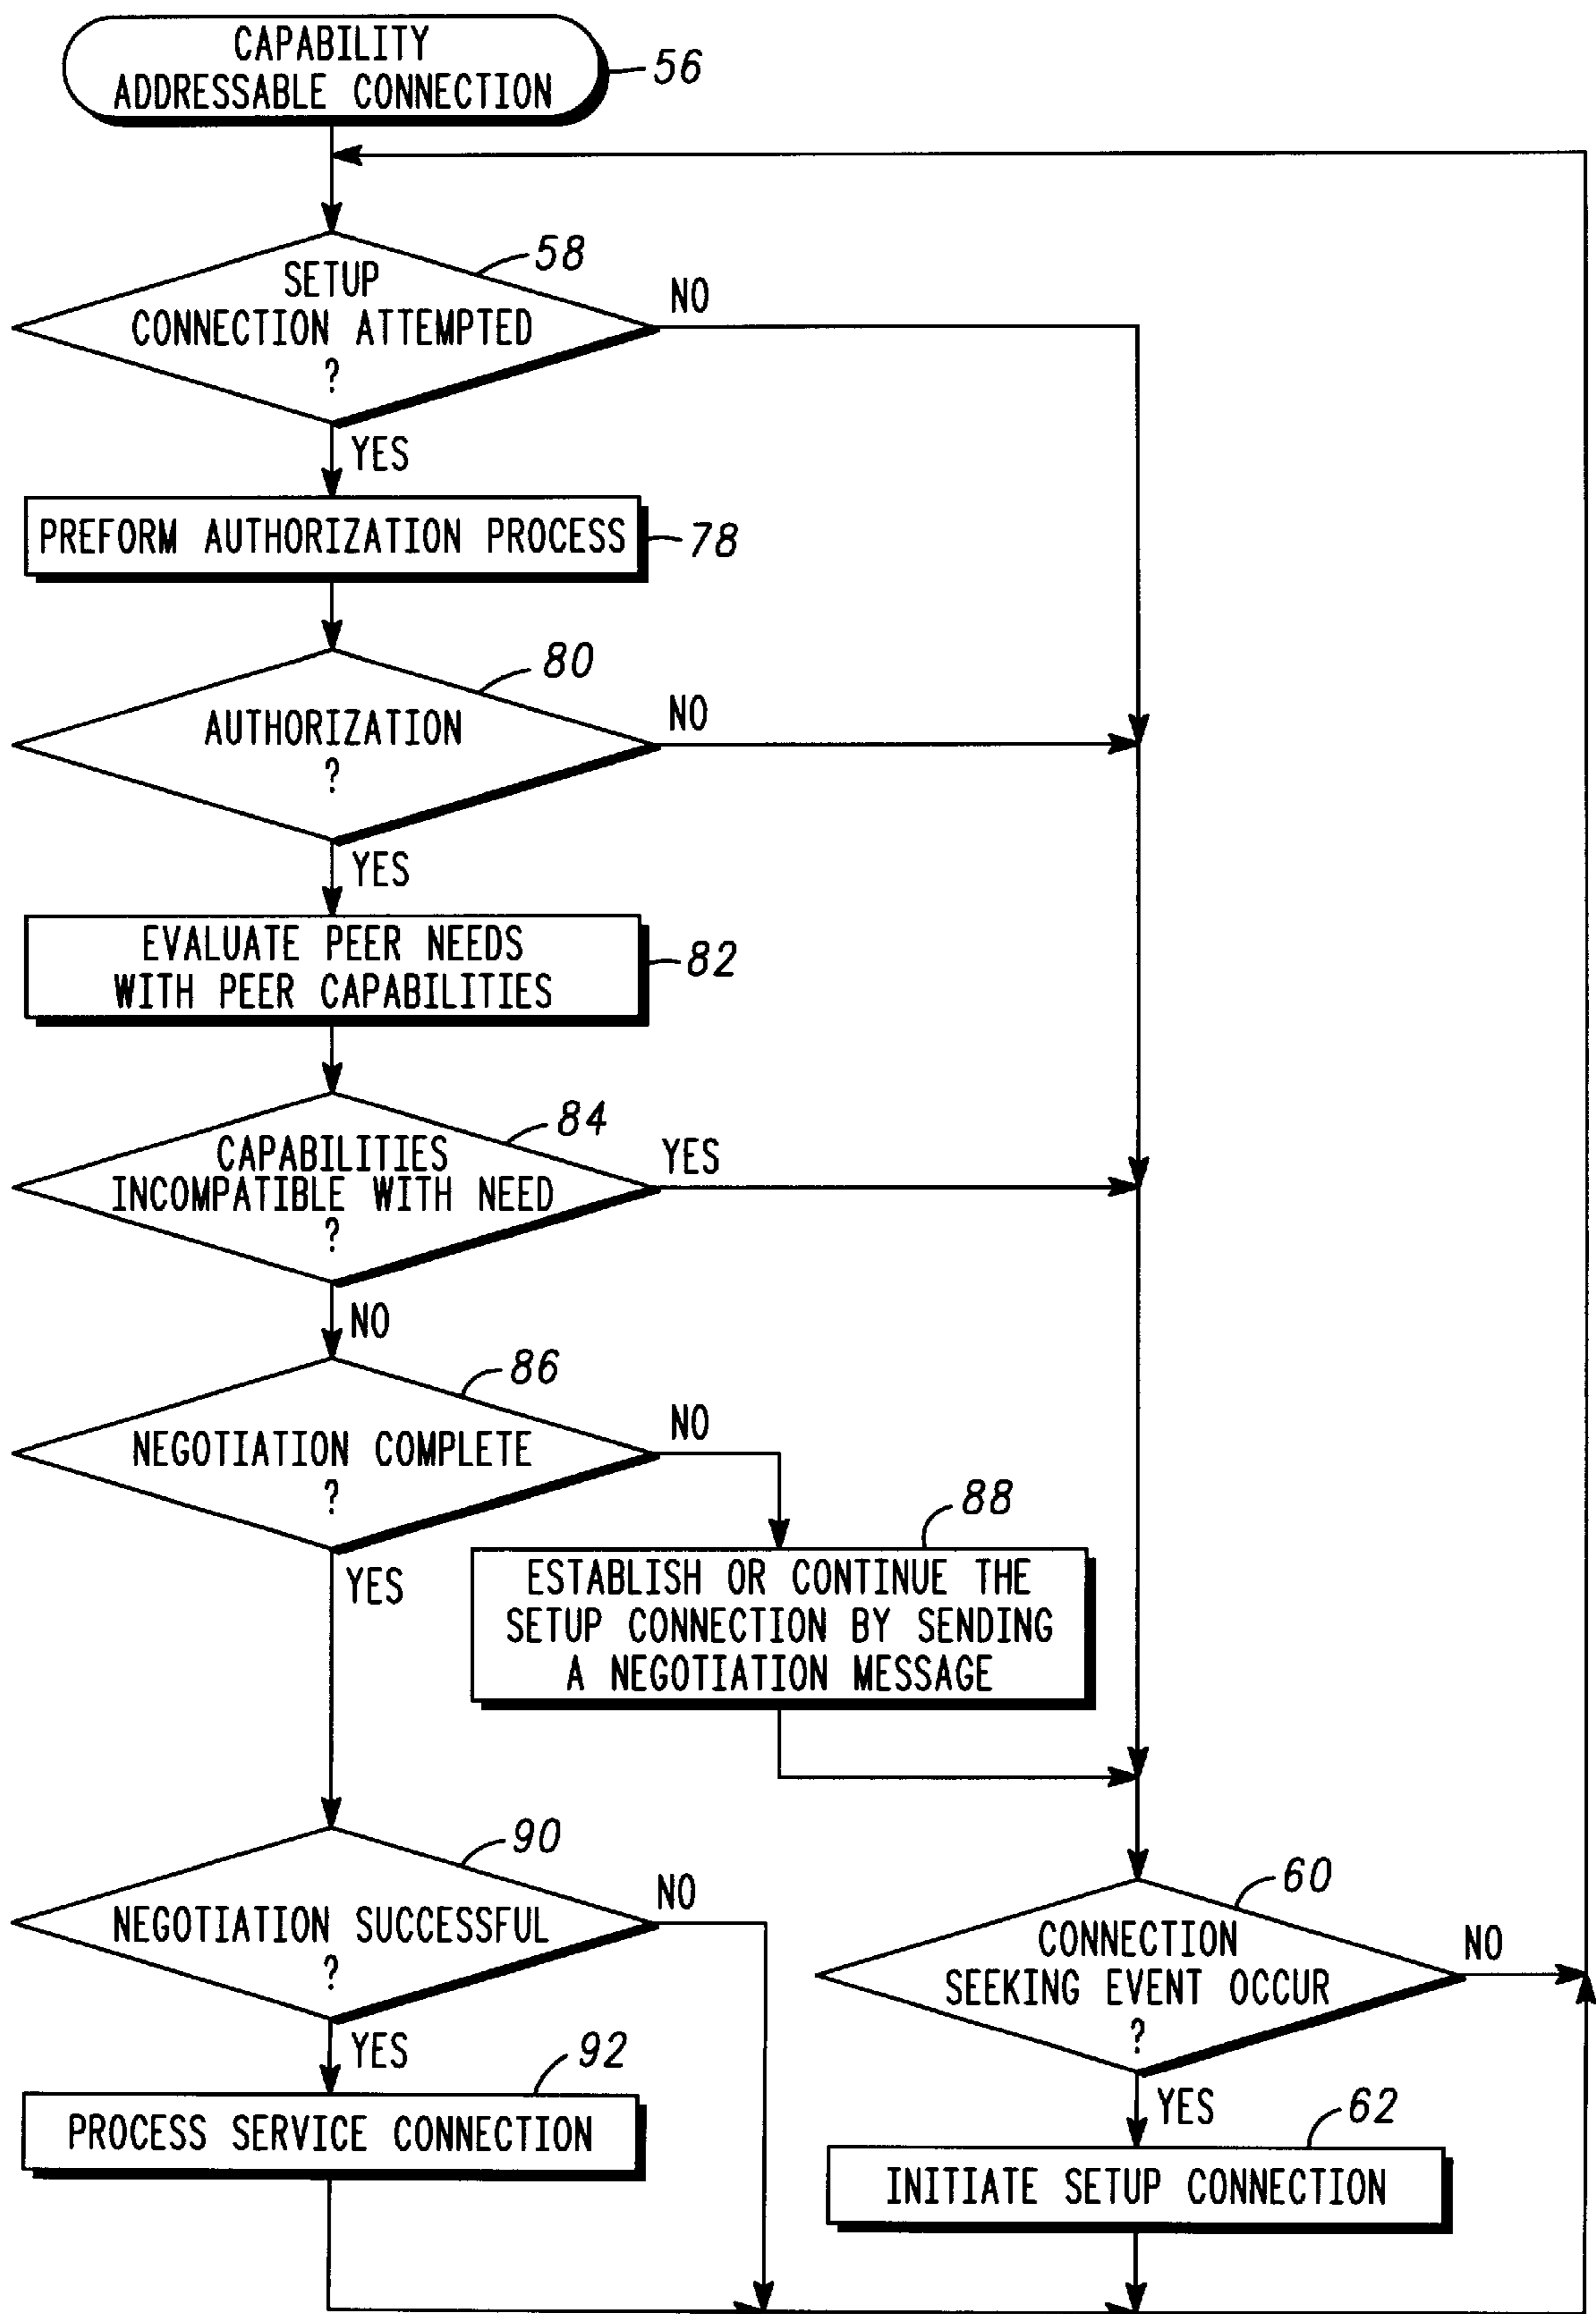 CAPABILITY
ADDRESSABLE CONNECTION
56
58
SETUP
CONNECTION ATTEMPTED
?
NO
YES
PREFORM AUTHORIZATION PROCESS
78
80
AUTHORIZATION
?
NO
YES
EVALUATE PEER NEEDS
WITH PEER CAPABILITIES
82
84
CAPABILITIES
INCOMPATIBLE WITH NEED
?
YES
NO
86
NEGOTIATION COMPLETE
?
NO
YES
88
ESTABLISH OR CONTINUE THE
SETUP CONNECTION BY SENDING
A NEGOTIATION MESSAGE
90
NEGOTIATION SUCCESSFUL
?
NO
YES
60
CONNECTION
SEEKING EVENT OCCUR
?
NO
YES
92
PROCESS SERVICE CONNECTION
62
INITIATE SETUP CONNECTION